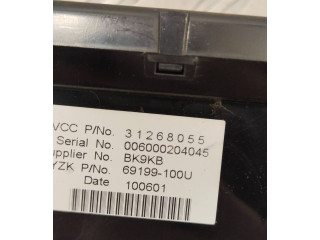 VCC P/No. 31268055
Serial No. 006000204045
upplier No. BK9KB
YZK P/No. 69199-100U
Date 100601